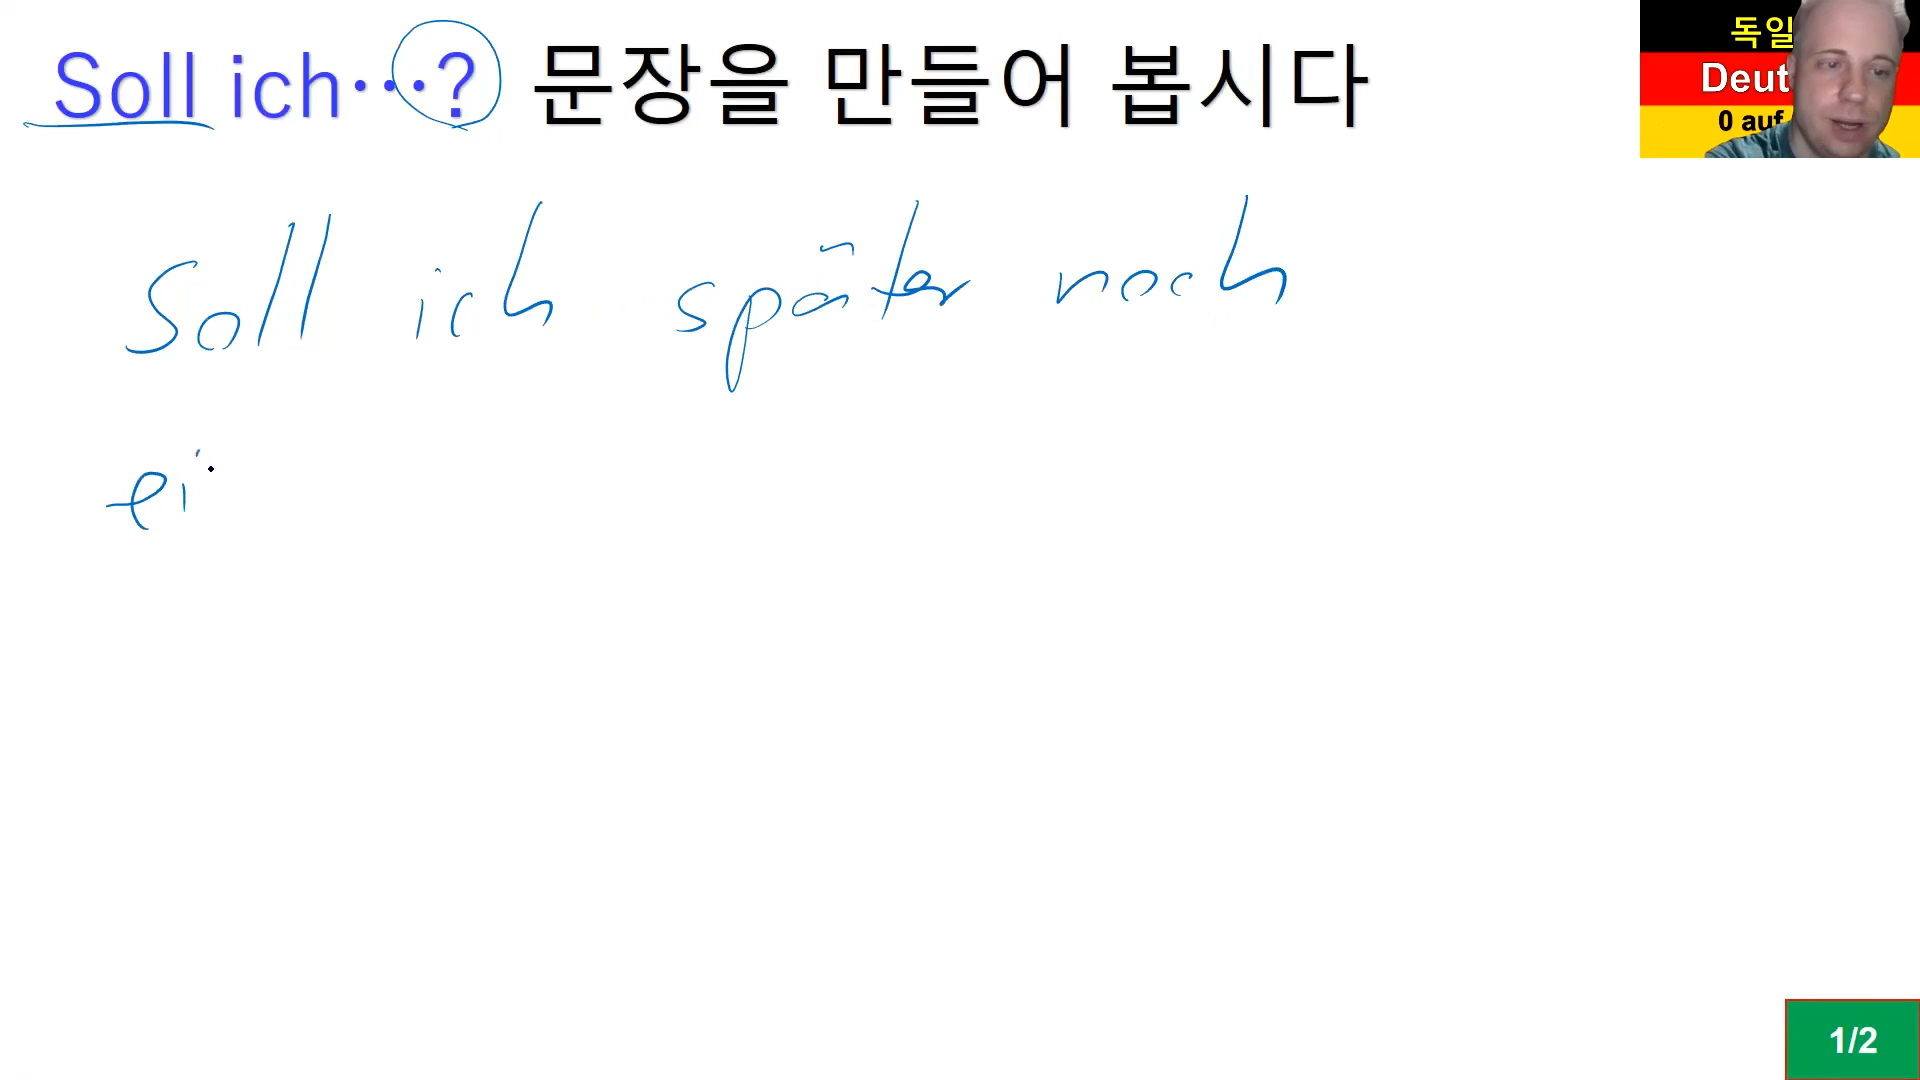 Soll ich…? 문장을 만들어 봅시다
독일
Deut
0 auf
Soll ich später noch
ei
1/2